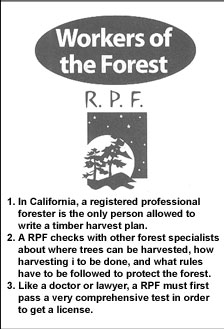 Workers of
the Forest
R. P. F.
1. In California, a registered professional
forester is the only person allowed to
write a timber harvest plan.
2. A RPF checks with other forest specialists
about where trees can be harvested, how
harvesting i to be done, and what rules
have to be followed to protect the forest.
3. Like a doctor or lawyer, a RPF must first
pass a very comprehensive test in order
to get a license.